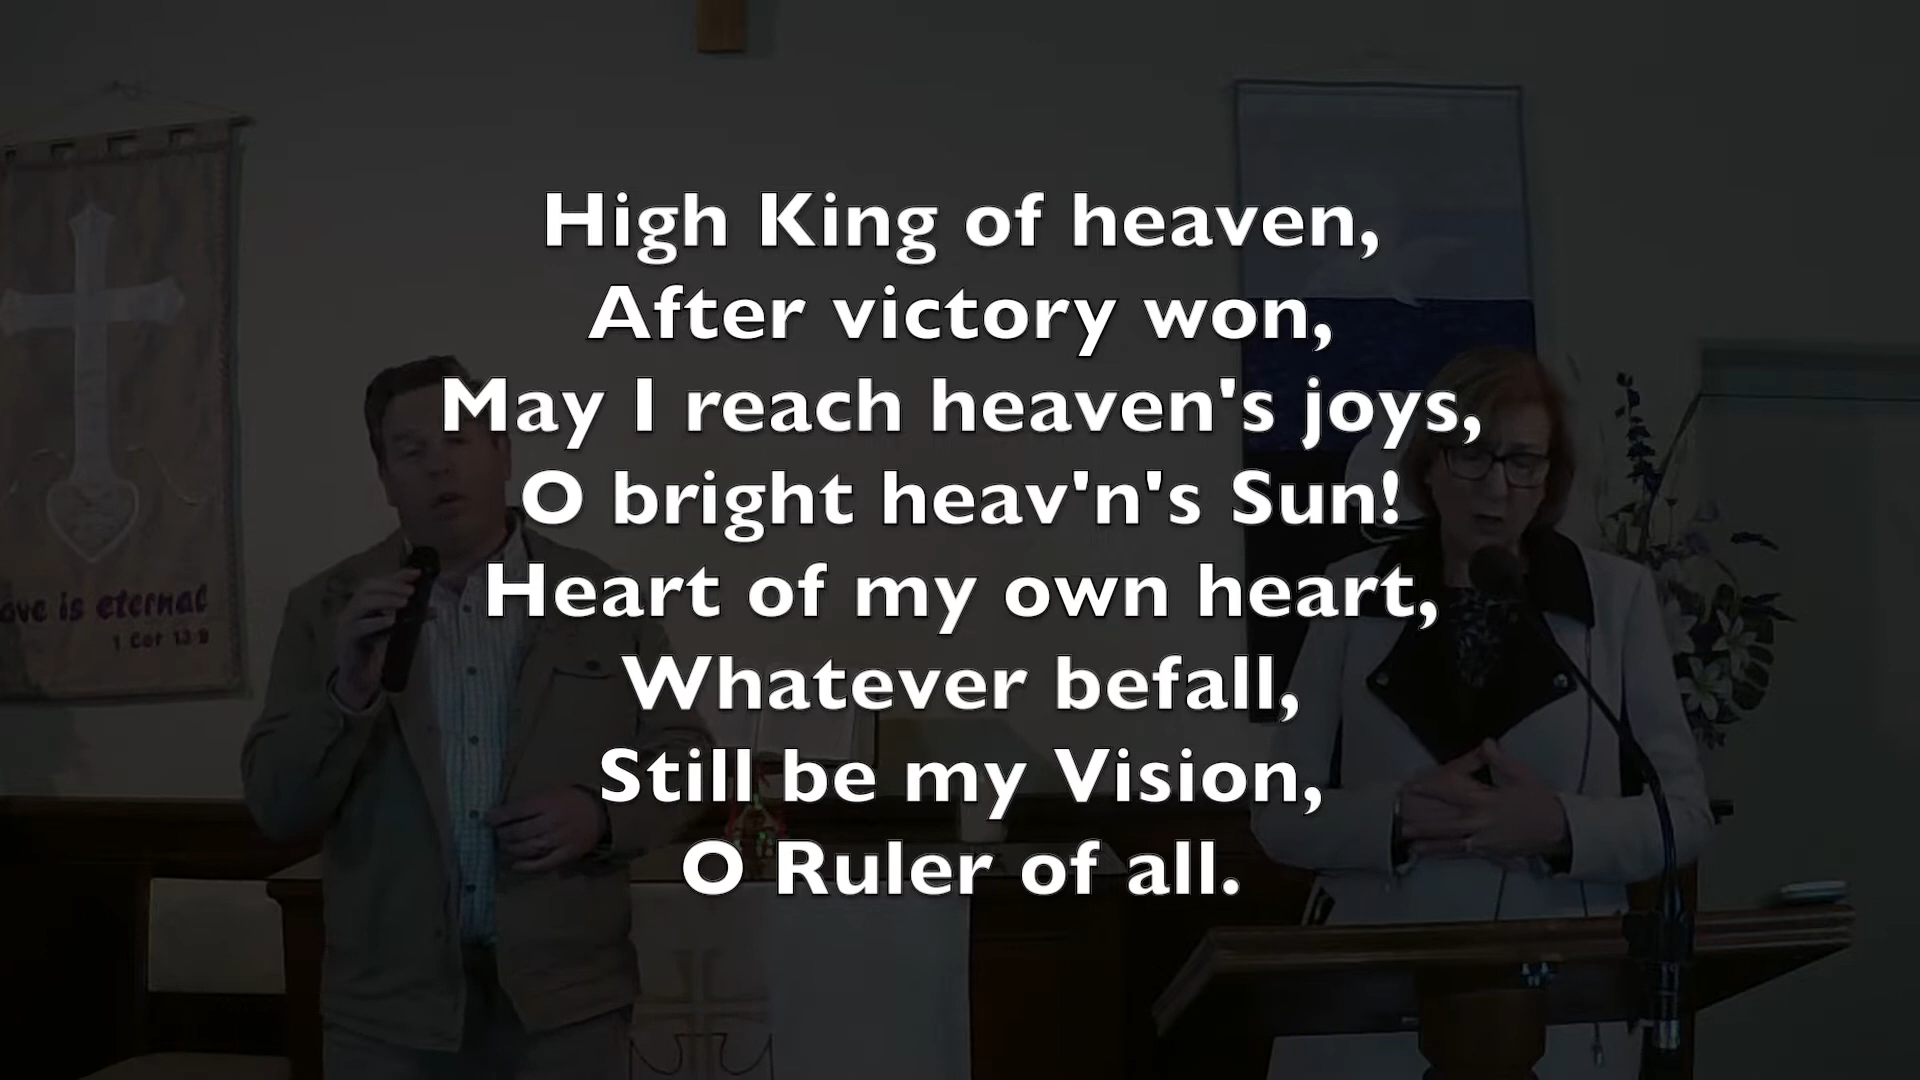 High King of heaven,
After victory won,
May I reach heaven's joys,
O bright heav'n's Sun!
Heart of my own heart,
Whatever befall,
Still be my Vision,
O Ruler of all.
ove is eternal
1 Cor 13:8